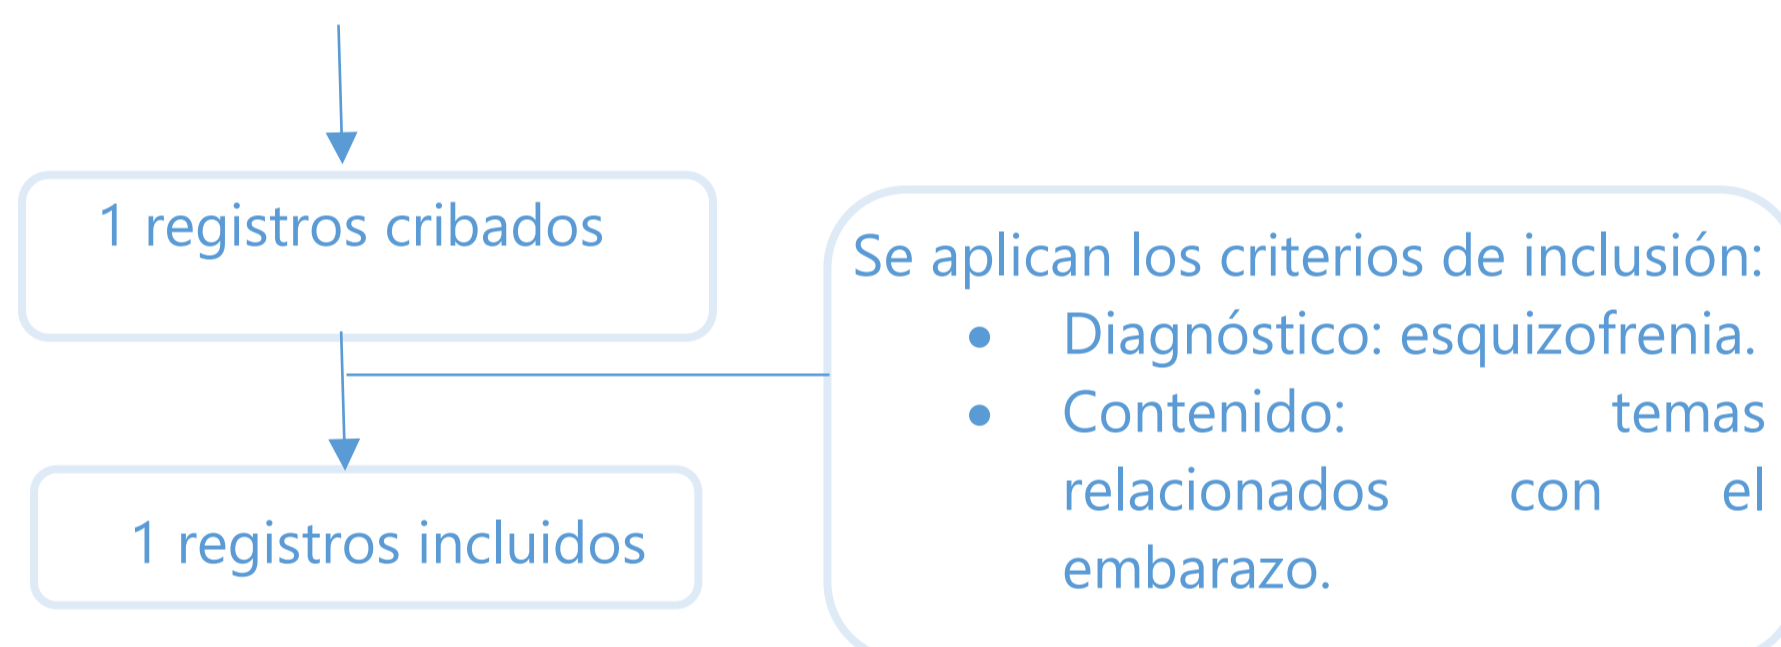 1 registros cribados
Se aplican los criterios de inclusión:
● Diagnóstico: esquizofrenia.
● Contenido: temas
relacionados con el
embarazo.
1 registros incluidos